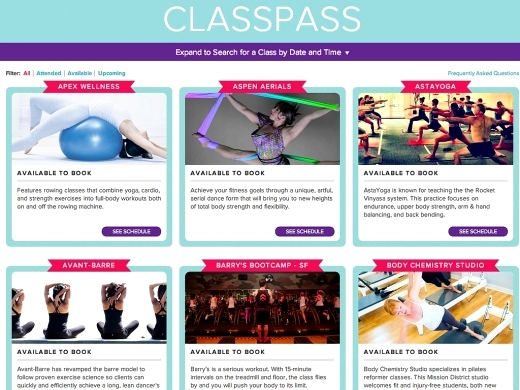 CLASSPASS
Expand to Search for a Class by Date and Time ▼
Filter: All | Attended | Available | Upcoming
Frequently Asked Questions
APEX WELLNESS
AVAILABLE TO BOOK
Features rowing classes that combine yoga, cardio,
and strength exercises into full-body workouts both
on and off the rowing machine.
SEE SCHEDULE
ASPEN AERIALS
AVAILABLE TO BOOK
Achieve your fitness goals through a unique, artful,
aerial dance form that will bring you to new heights
of total body strength and flexibility.
SEE SCHEDULE
ASTAYOGA
AVAILABLE TO BOOK
AstaYoga is known for teaching the the Rocket
Vinyasa system. This practice focuses on
endurance, upper body strength, arm & hand
balancing, and back bending.
SEE SCHEDULE
AVANT-BARRE
AVAILABLE TO BOOK
Avant-Barre has revamped the barre model to
follow proven exercise science so clients can
quickly and efficiently achieve a long, lean dancer's
BARRY'S BOOTCAMP - SF
AVAILABLE TO BOOK
Barry's is a serious workout. With 15-minute
intervals on the treadmill and floor, the class flies
by and you will push your body to its limit.
BODY CHEMISTRY STUDIO
AVAILABLE TO BOOK
Body Chemistry Studio specializes in pilates
reformer classes. This Mission District studio
welcomes fit and injury-free students, both new